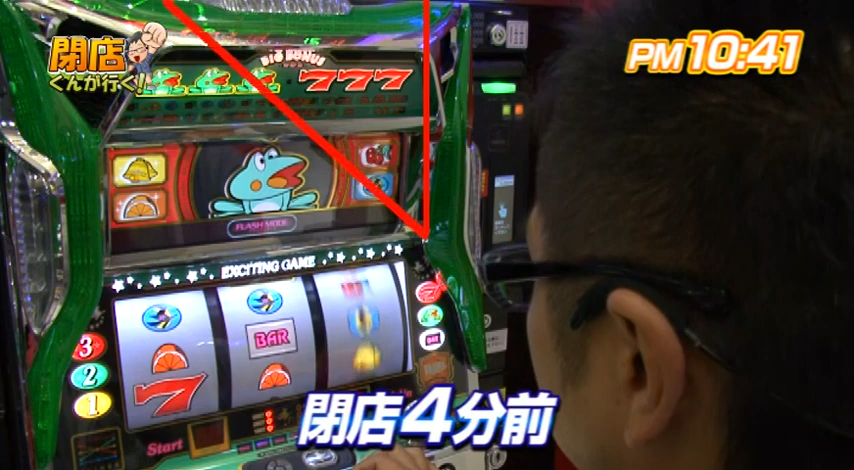 閉店
くんが行く!
PM10:41
BIG BONUS
777
FLASH MODE
EXCITING GAME
BAR
7
3
2
1
Start
閉店4分前